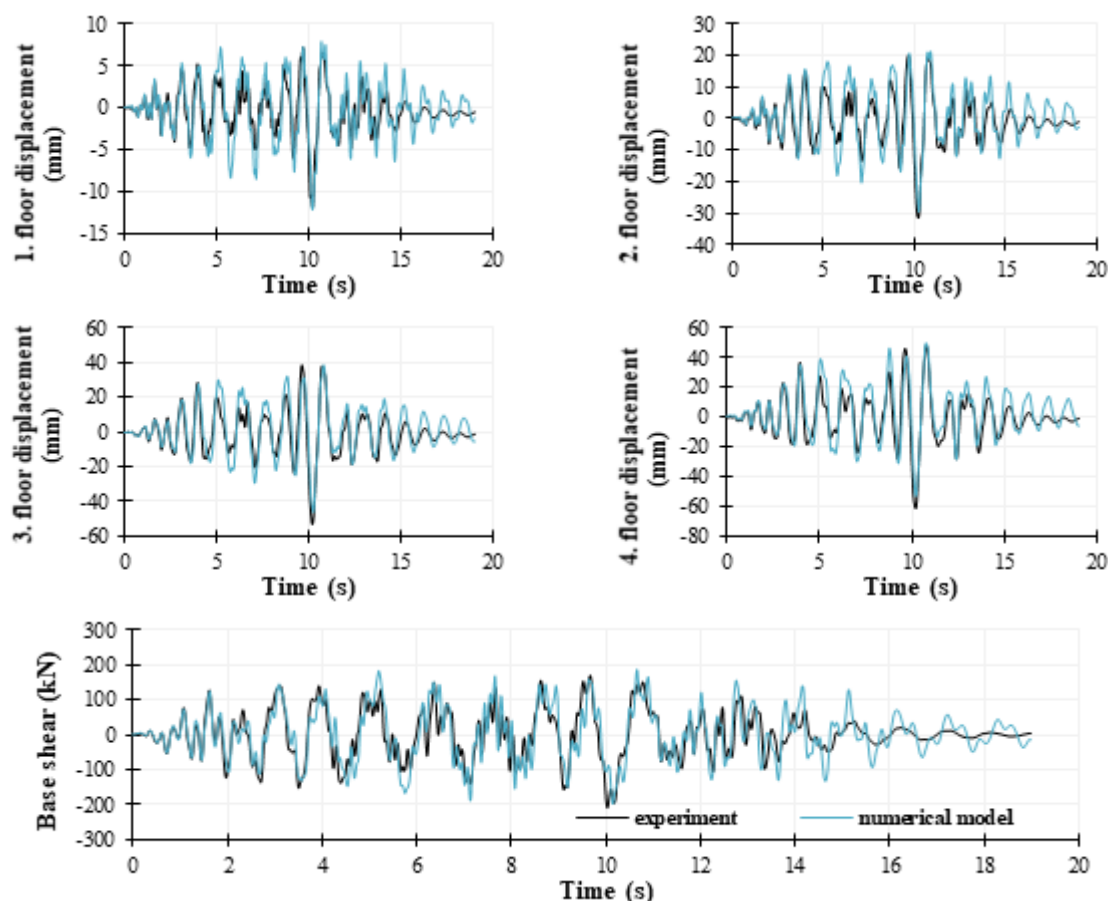 1. floor displacement
(mm)
10
5
0
-5
-10
-15
0 5 10 15 20
Time (s)
2. floor displacement
(mm)
30
20
10
0
-10
-20
-30
-40
0 5 10 15 20
Time (s)
3. floor displacement
(mm)
60
40
20
0
-20
-40
-60
0 5 10 15 20
Time (s)
4. floor displacement
(mm)
60
40
20
0
-20
-40
-60
-80
0 5 10 15 20
Time (s)
Base shear (kN)
300
200
100
0
-100
-200
-300
experiment numerical model
0 2 4 6 8 10 12 14 16 18 20
Time (s)